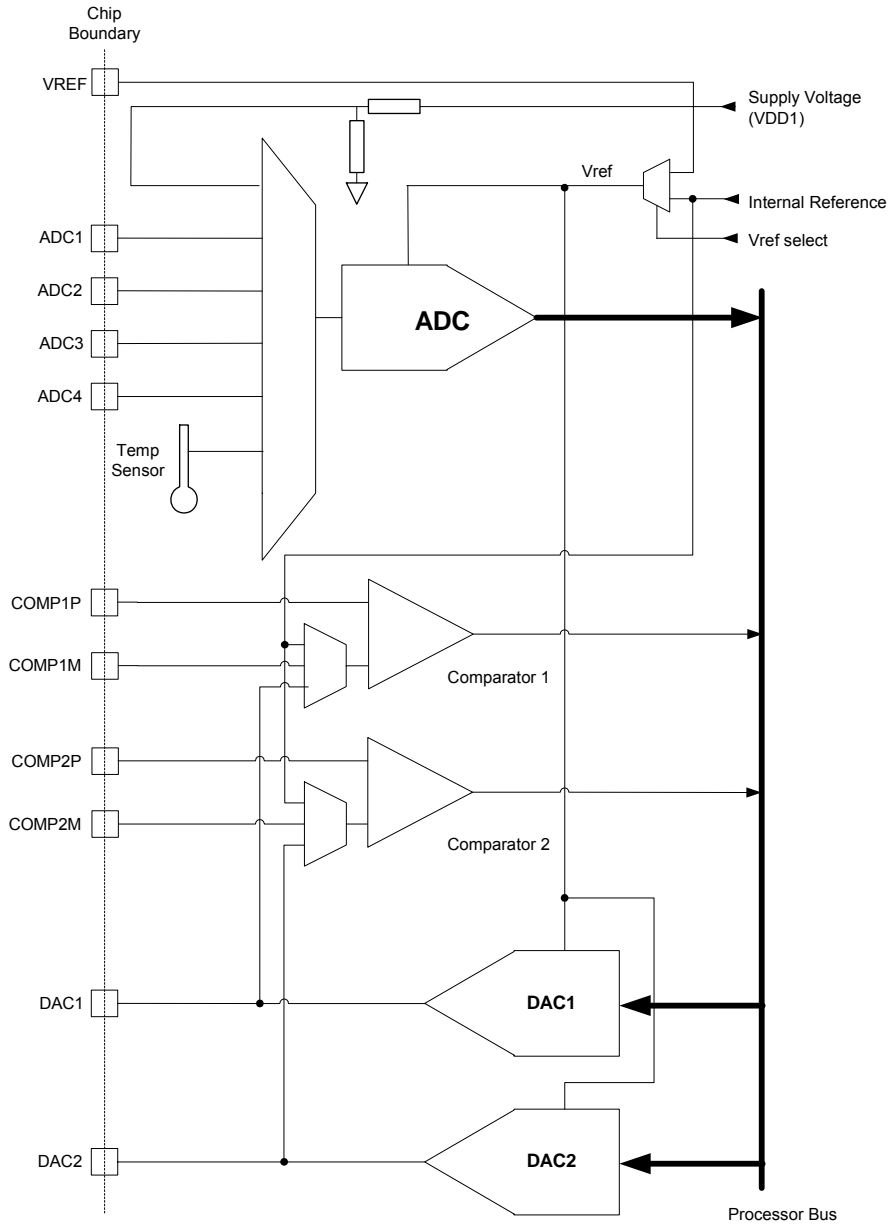 Chip
Boundary
VREF
Supply Voltage
(VDD1)
Vref
Internal Reference
Vref select
ADC1
ADC2
ADC3
ADC4
ADC
Temp
Sensor
COMP1P
COMP1M
Comparator 1
COMP2P
COMP2M
Comparator 2
DAC1
DAC1
DAC2
DAC2
Processor Bus